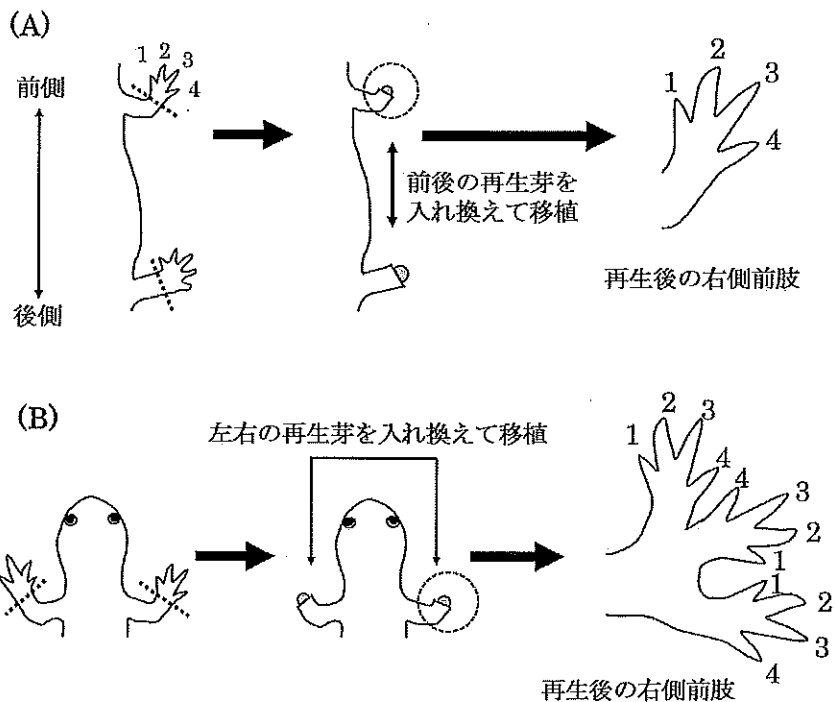 (A)
1 2 3 4
前側
後側
前後の再生芽を
入れ換えて移植
1 2 3 4
再生後の右側前肢
(B)
左右の再生芽を入れ換えて移植
1 2 3 4 4 3 2 1 1 2 3 4
再生後の右側前肢